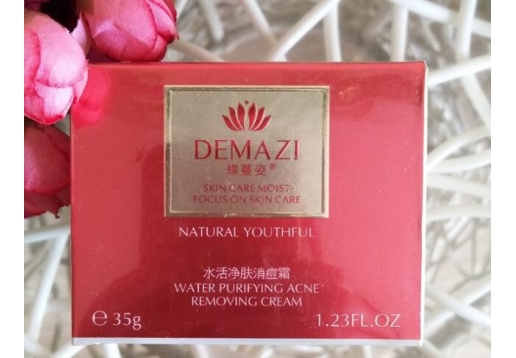 DEMAZI
蝶蔓姿®
SKIN CARE MOIST
FOCUS ON SKIN CARE
NATURAL YOUTHFUL
水活净肤消痘霜
WATER PURIFYING ACNE
REMOVING CREAM
℮ 35g
1.23FL.OZ